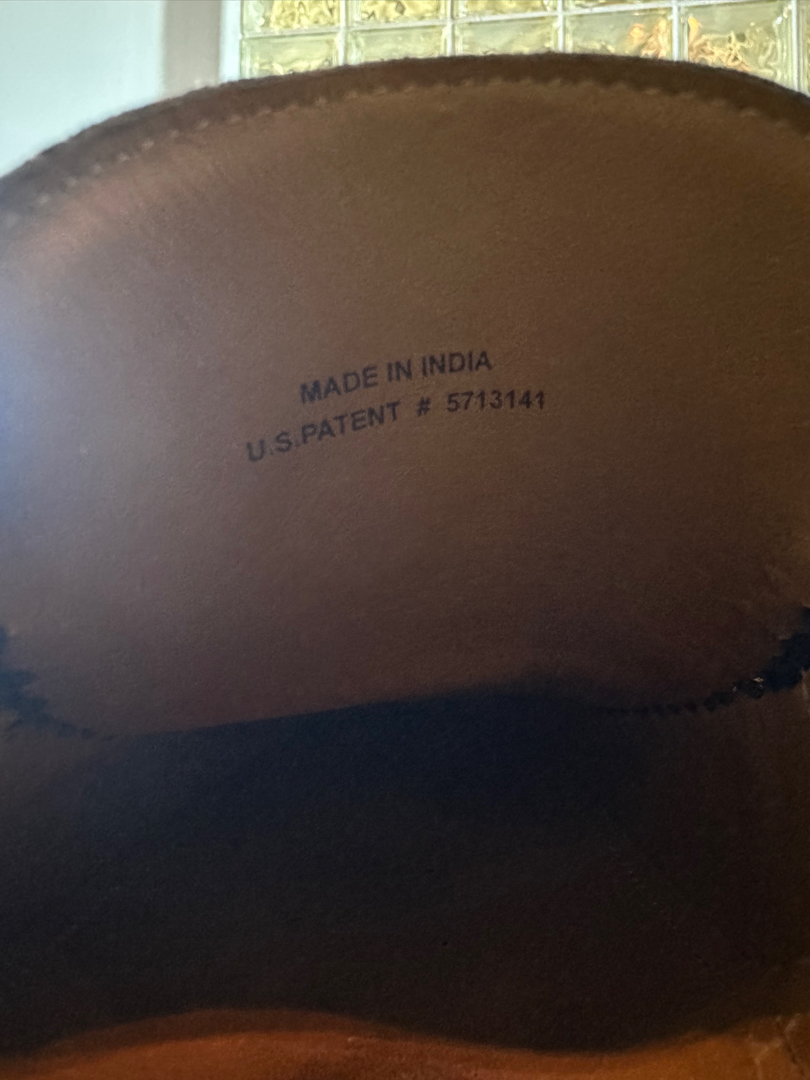 MADE IN INDIA
U.S.PATENT # 5713141